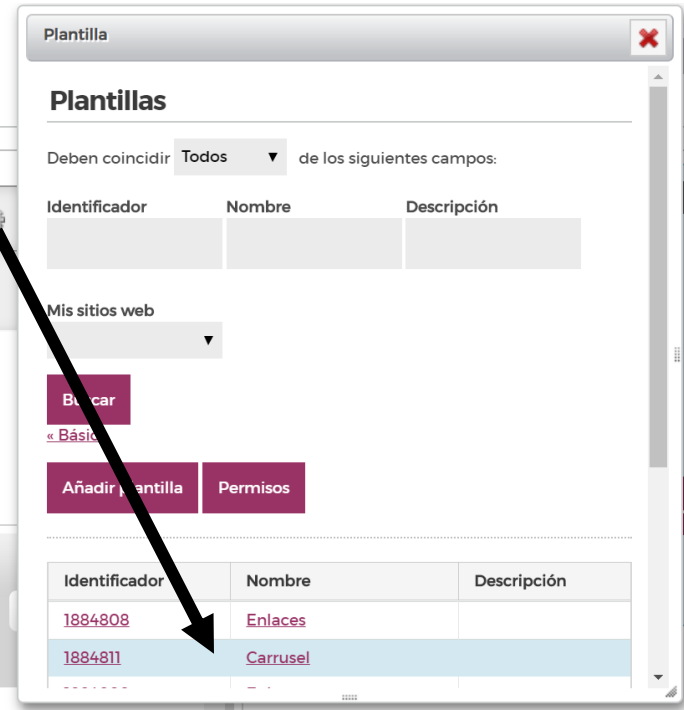 Plantilla
Plantillas
Deben coincidir Todos de los siguientes campos:
Identificador Nombre Descripción
Mis sitios web
Buscar
« Básico
Añadir plantilla Permisos
Identificador Nombre Descripción
1884808 Enlaces
1884811 Carrusel